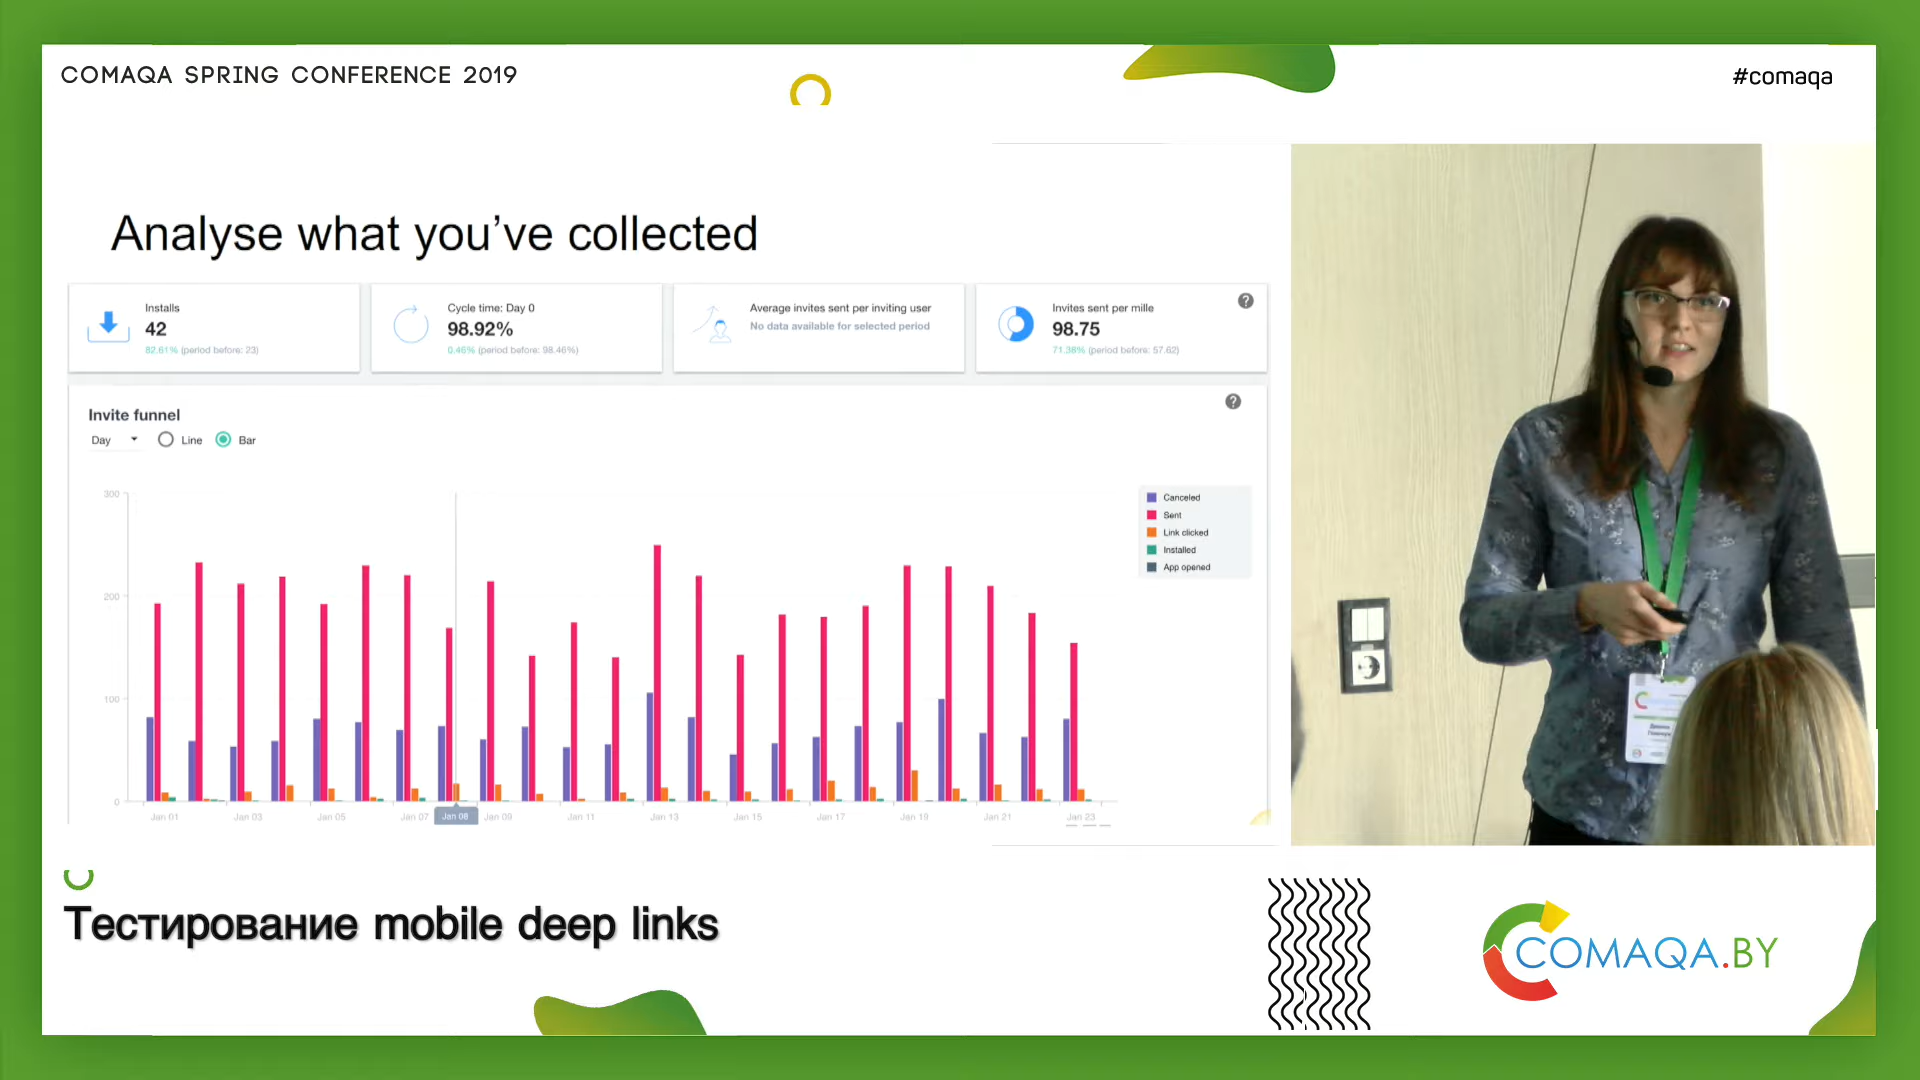 COMAQA SPRING CONFERENCE 2019
#comaqa
Analyse what you've collected
Installs
42
82.61% (period before: 23)
Cycle time: Day 0
98.92%
0.46% (period before: 98.46%)
Average invites sent per inviting user
No data available for selected period
Invites sent per mille
98.75
71.36% (period before: 57.62)
?
Invite funnel
?
Day
Line
Bar
300
200
100
0
Canceled
Sent
Link clicked
Installed
App opened
Jan 01
Jan 03
Jan 05
Jan 07
Jan 08
Jan 09
Jan 11
Jan 13
Jan 15
Jan 17
Jan 19
Jan 21
Jan 23
Тестирование mobile deep links
COMAQA.BY